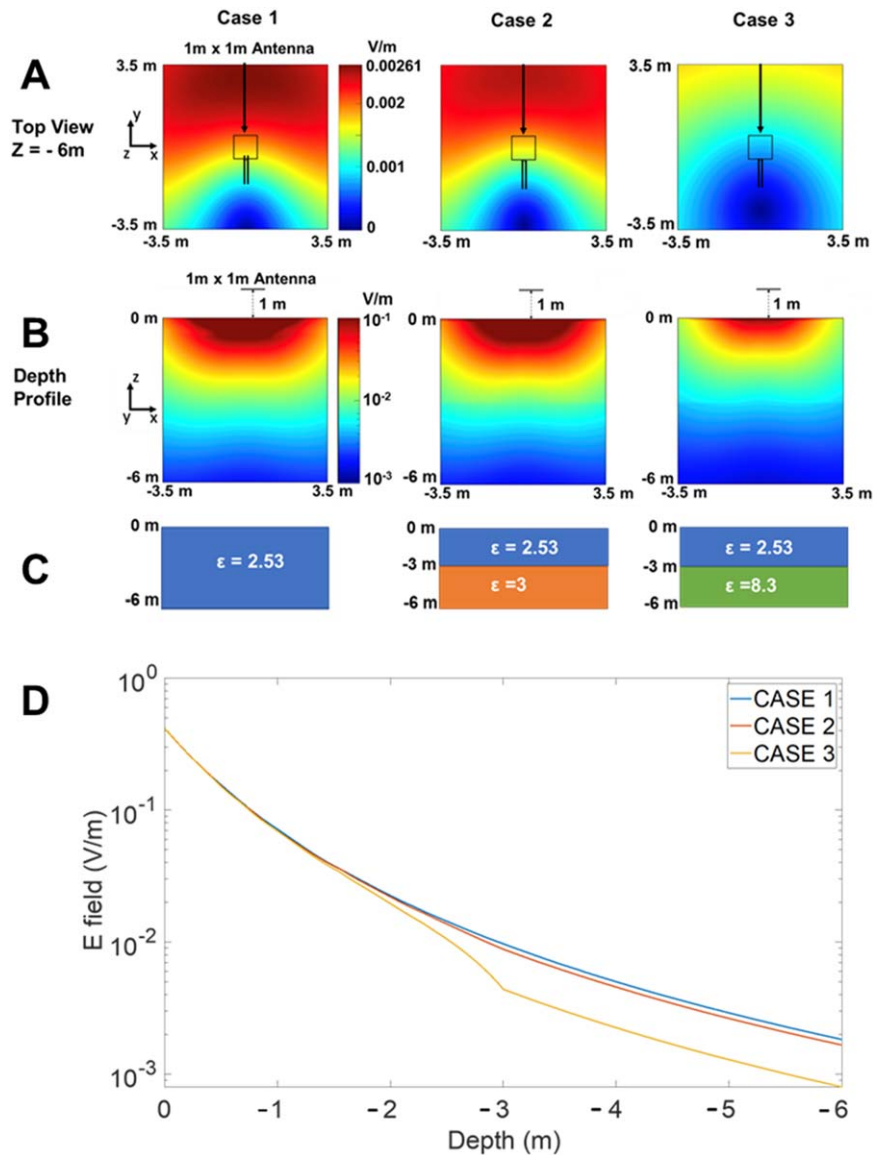 Case 1 Case 2 Case 3
A
1m x 1m Antenna V/m
3.5 m 0.00261 3.5 m
0.002
Top View
Z = - 6m
y
z x
0.001
-3.5 m 0
-3.5 m 3.5 m -3.5 m 3.5 m -3.5 m 3.5 m
1m x 1m Antenna
1 m 1 m 1 m
B
V/m
0 m 10⁻¹ 0 m 0 m
Depth
Profile
z
y x
10⁻²
-6 m 10⁻³ -6 m -6 m
-3.5 m 3.5 m -3.5 m 3.5 m -3.5 m 3.5 m
C
0 m 0 m 0 m
ε = 2.53 ε = 2.53 ε = 2.53
-3 m -3 m
ε =3 ε =8.3
-6 m -6 m -6 m
D
10⁰
CASE 1
CASE 2
CASE 3
10⁻¹
E field (V/m)
10⁻²
10⁻³
0 -1 -2 -3 -4 -5 -6
Depth (m)